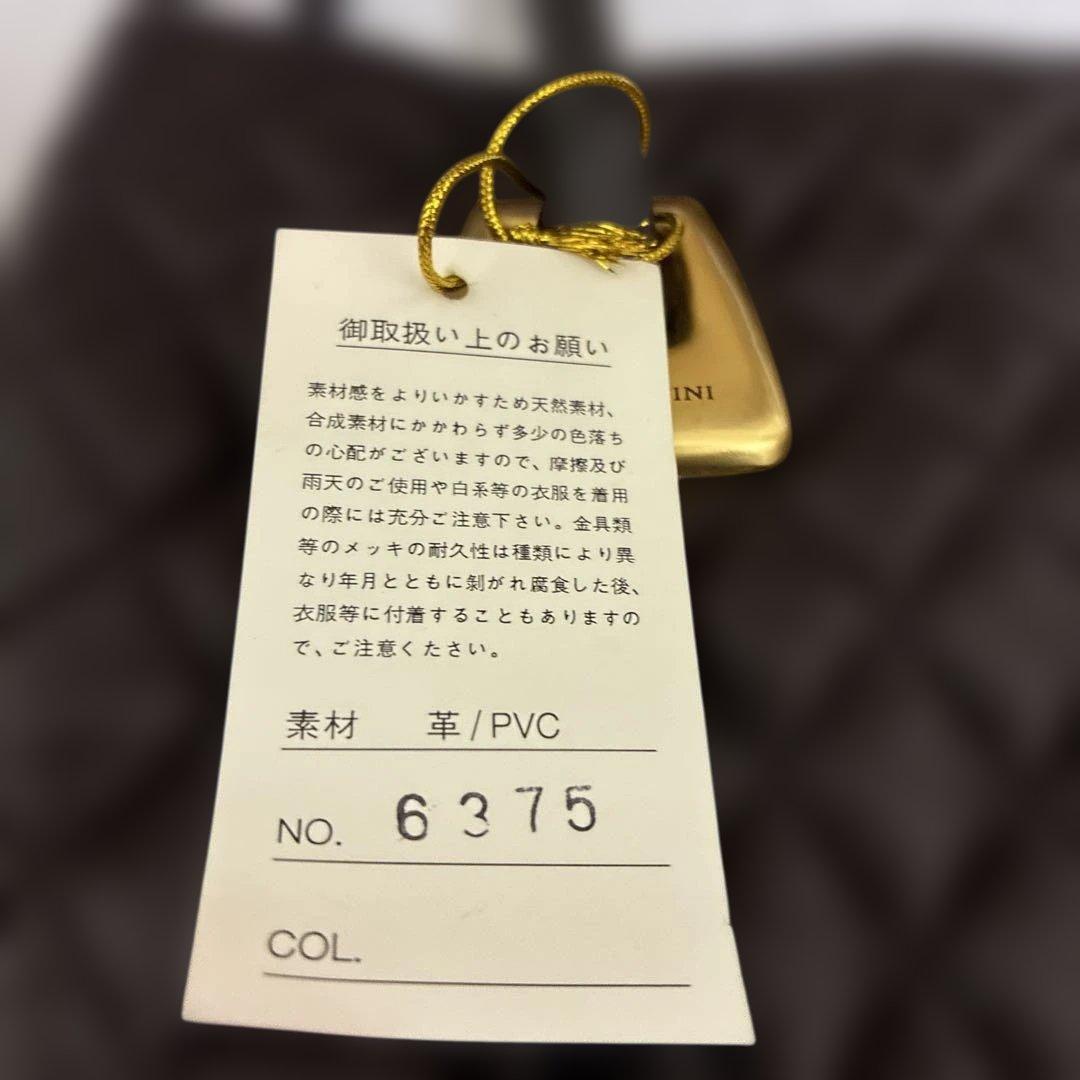 御取扱い上のお願い
INI
素材感をよりいかすため天然素材、
合成素材にかかわらず多少の色落ち
の心配がございますので、摩擦及び
雨天のご使用や白系等の衣服を着用
の際には充分ご注意下さい。金具類
等のメッキの耐久性は種類により異
なり年月とともに剝がれ腐食した後、
衣服等に付着することもありますの
で、ご注意ください。
素材 革/PVC
NO. 6375
COL.